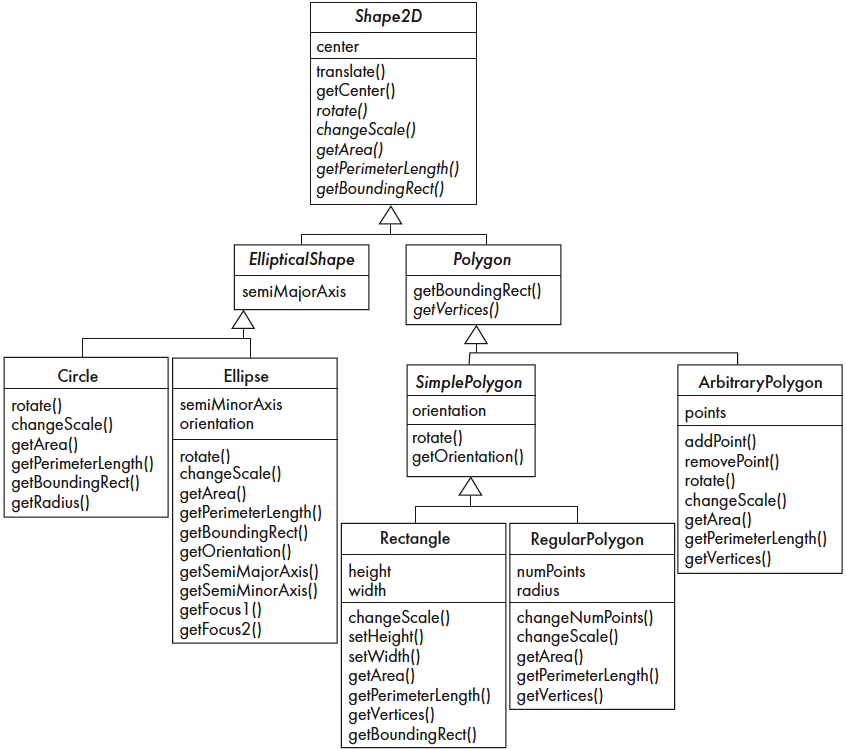 Shape2D
center
translate()
getCenter()
rotate()
changeScale()
getArea()
getPerimeterLength()
getBoundingRect()
EllipticalShape
semiMajorAxis
Polygon
getBoundingRect()
getVertices()
Circle
rotate()
changeScale()
getArea()
getPerimeterLength()
getBoundingRect()
getRadius()
Ellipse
semiMinorAxis
orientation
rotate()
changeScale()
getArea()
getPerimeterLength()
getBoundingRect()
getOrientation()
getSemiMajorAxis()
getSemiMinorAxis()
getFocus1()
getFocus2()
SimplePolygon
orientation
rotate()
getOrientation()
ArbitraryPolygon
points
addPoint()
removePoint()
rotate()
changeScale()
getArea()
getPerimeterLength()
getVertices()
Rectangle
height
width
changeScale()
setHeight()
setWidth()
getArea()
getPerimeterLength()
getVertices()
getBoundingRect()
RegularPolygon
numPoints
radius
changeNumPoints()
changeScale()
getArea()
getPerimeterLength()
getVertices()